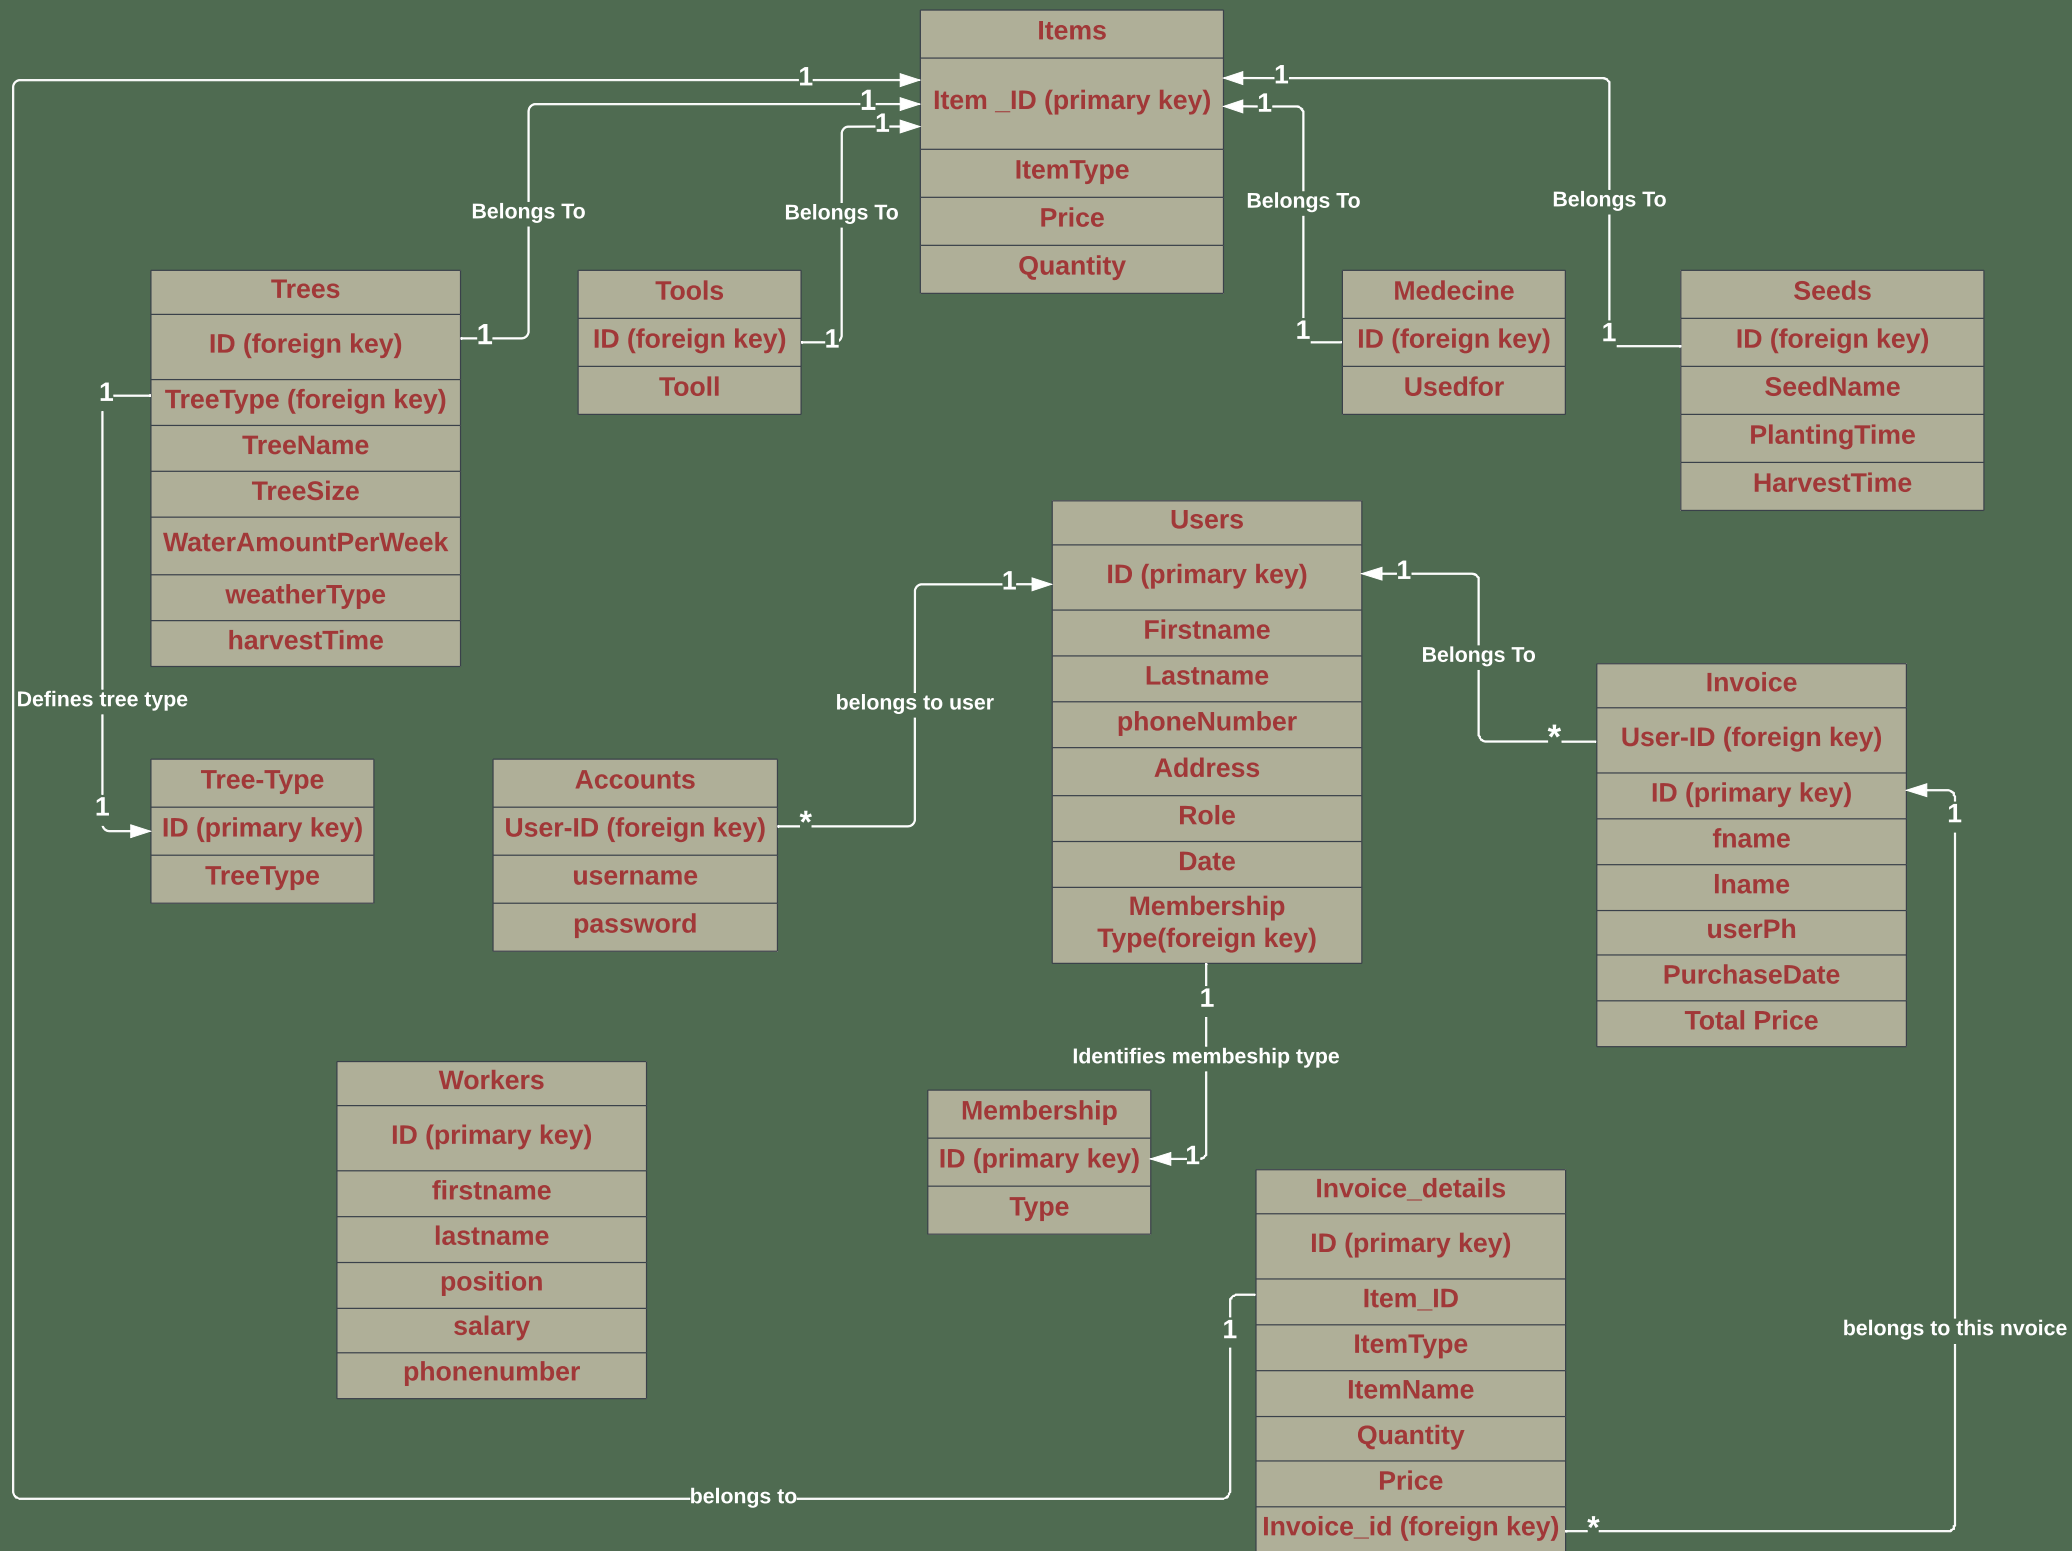 Items
Item _ID (primary key)
ItemType
Price
Quantity
1
1
1
1
1
Belongs To
Belongs To
Belongs To
Belongs To
Trees
ID (foreign key)
TreeType (foreign key)
TreeName
TreeSize
WaterAmountPerWeek
weatherType
harvestTime
1
1
Tools
ID (foreign key)
Tooll
1
Medecine
ID (foreign key)
Usedfor
1
Seeds
ID (foreign key)
SeedName
PlantingTime
HarvestTime
1
Defines tree type
1
Tree-Type
ID (primary key)
TreeType
Users
ID (primary key)
Firstname
Lastname
phoneNumber
Address
Role
Date
Membership
Type(foreign key)
1
1
belongs to user
Belongs To
Accounts
User-ID (foreign key)
username
password
*
Invoice
User-ID (foreign key)
ID (primary key)
fname
lname
userPh
PurchaseDate
Total Price
*
1
1
Identifies membeship type
1
Membership
ID (primary key)
Type
Workers
ID (primary key)
firstname
lastname
position
salary
phonenumber
Invoice_details
ID (primary key)
Item_ID
ItemType
ItemName
Quantity
Price
Invoice_id (foreign key)
1
belongs to this nvoice
belongs to
*